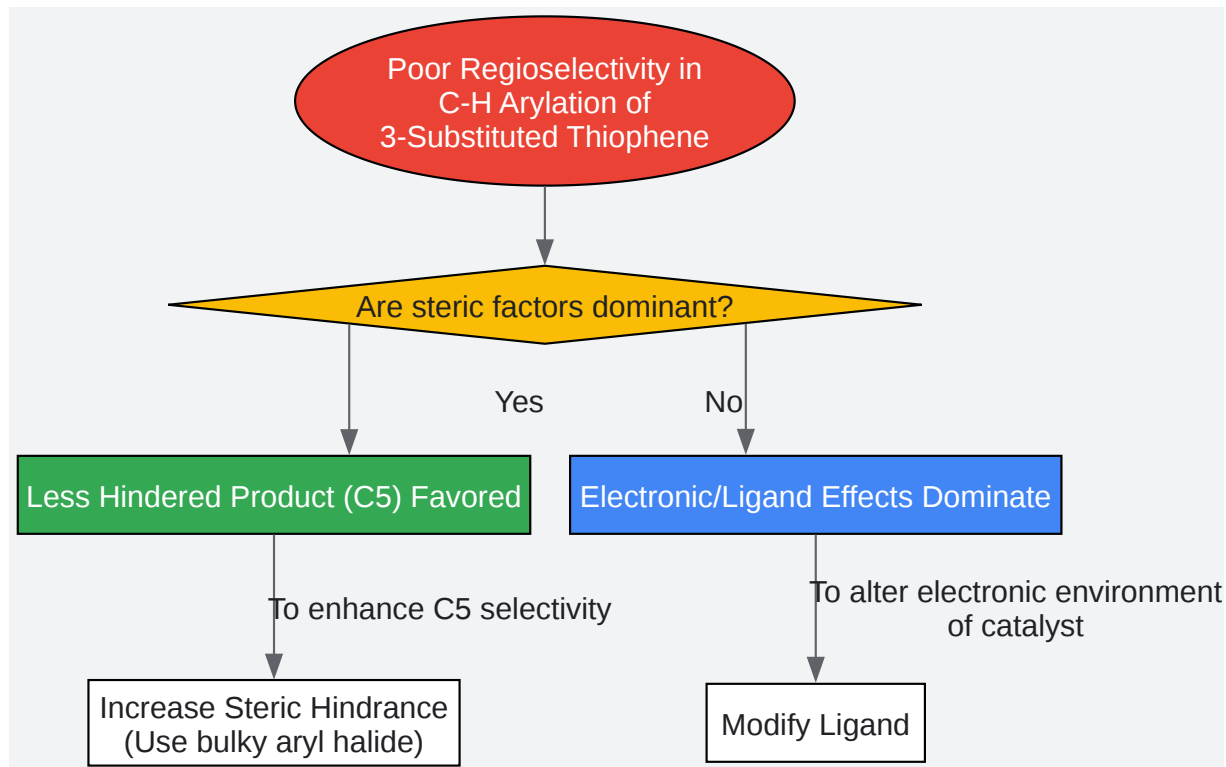 Poor Regioselectivity in
C-H Arylation of
3-Substituted Thiophene
Are steric factors dominant?
Yes
No
Less Hindered Product (C5) Favored
Electronic/Ligand Effects Dominate
To enhance C5 selectivity
To alter electronic environment
of catalyst
Increase Steric Hindrance
(Use bulky aryl halide)
Modify Ligand